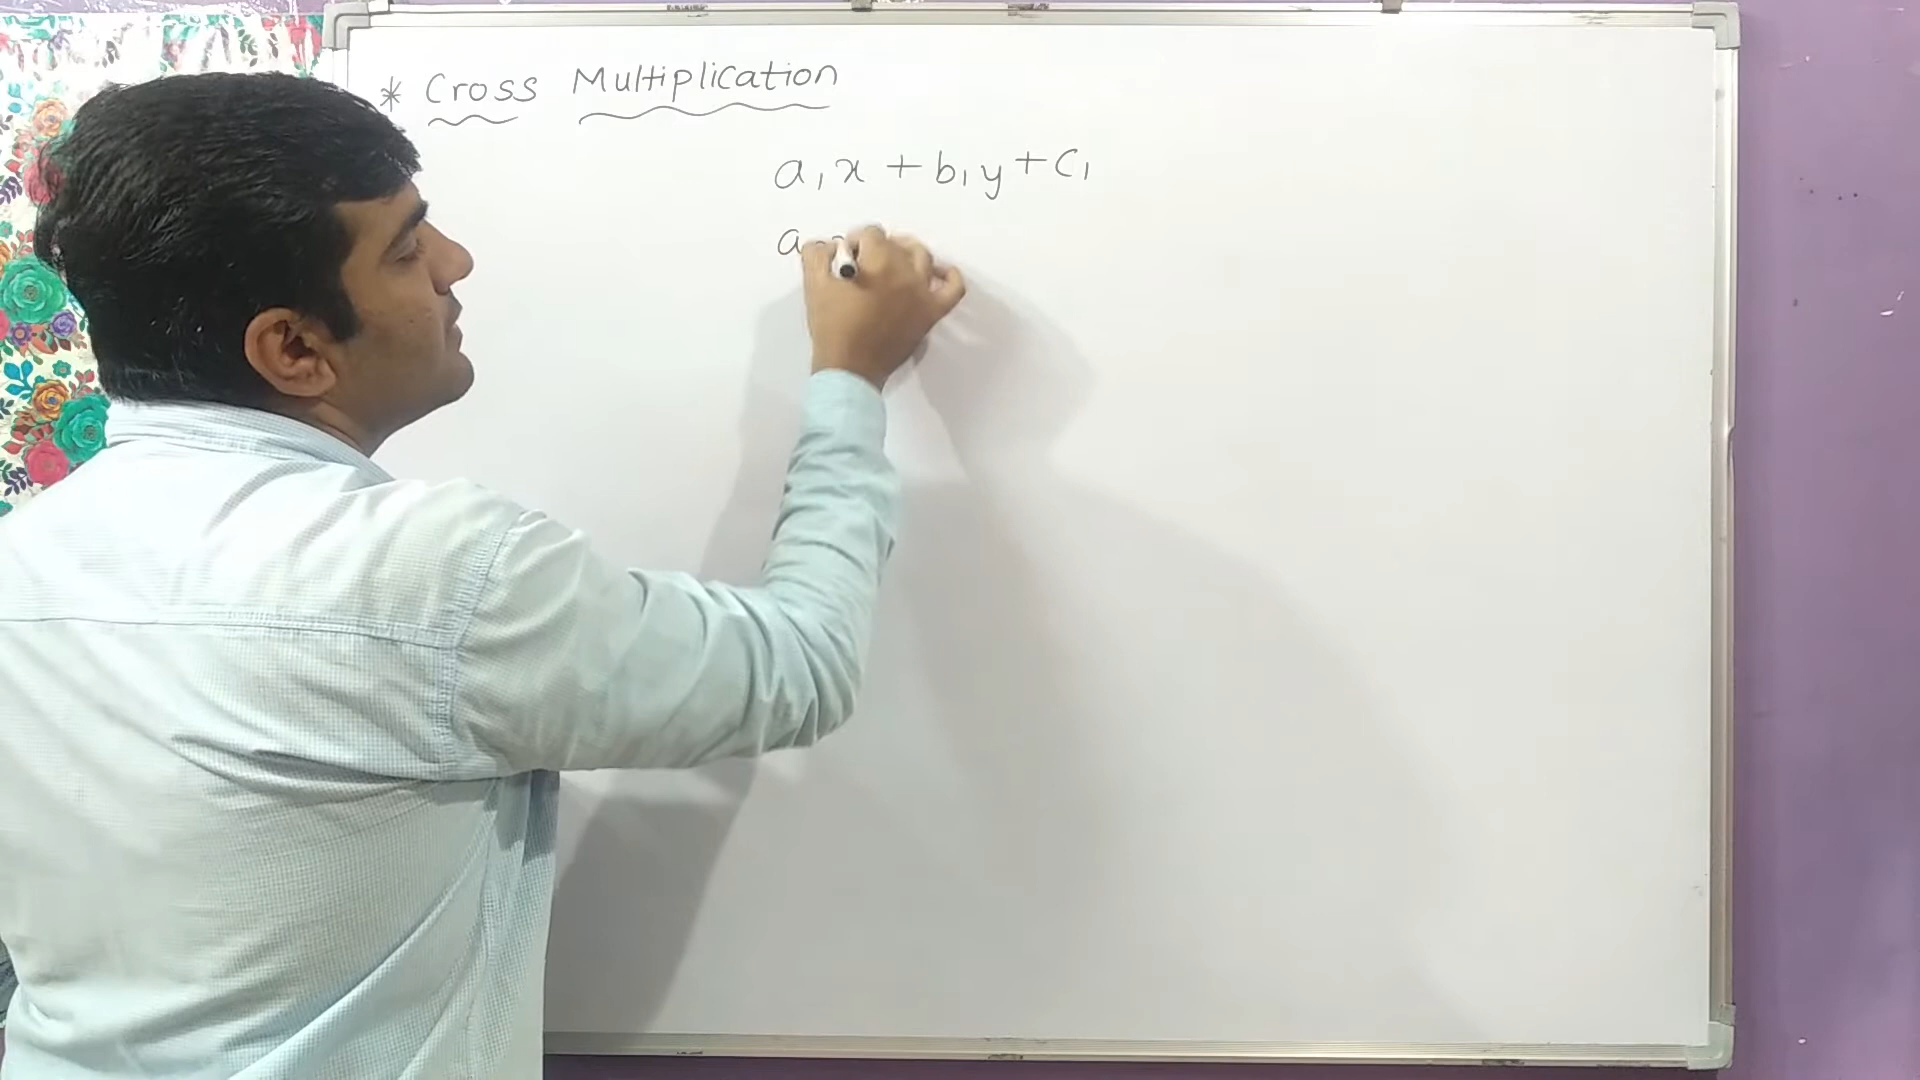 * Cross Multiplication
a₁x + b₁y + c₁
a